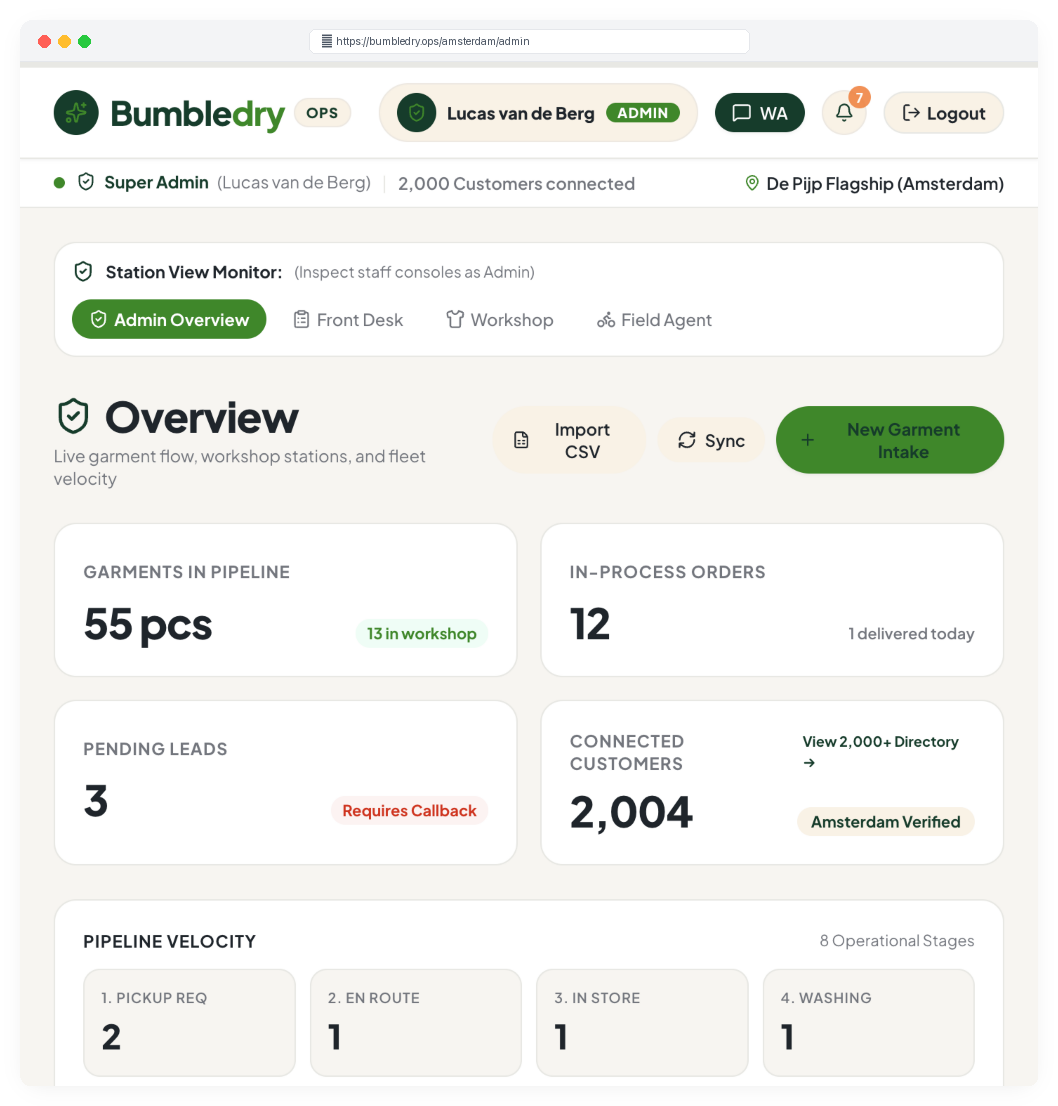 https://bumbledry.ops/amsterdam/admin
Bumbledry OPS
Lucas van de Berg ADMIN
WA
7
Logout
Super Admin (Lucas van de Berg) 2,000 Customers connected
De Pijp Flagship (Amsterdam)
Station View Monitor: (Inspect staff consoles as Admin)
Admin Overview
Front Desk
Workshop
Field Agent
Overview
Live garment flow, workshop stations, and fleet
velocity
Import
CSV
Sync
New Garment
Intake
GARMENTS IN PIPELINE
55 pcs
13 in workshop
IN-PROCESS ORDERS
12
1 delivered today
PENDING LEADS
3
Requires Callback
CONNECTED
CUSTOMERS
View 2,000+ Directory
→
2,004
Amsterdam Verified
PIPELINE VELOCITY
8 Operational Stages
1. PICKUP REQ
2
2. EN ROUTE
1
3. IN STORE
1
4. WASHING
1